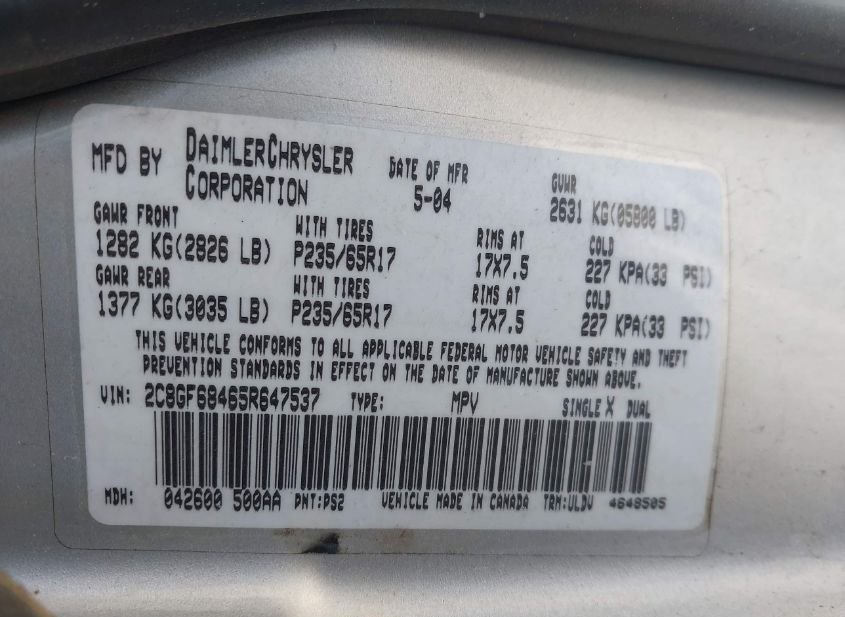 MFD BY DAIMLERCHRYSLER CORPORATION DATE OF MFR 5-04 GVWR 2631 KG(05800 LB)
GAWR FRONT WITH TIRES RIMS AT COLD
1282 KG(2826 LB) P235/65R17 17X7.5 227 KPA(33 PSI)
GAWR REAR WITH TIRES RIMS AT COLD
1377 KG(3035 LB) P235/65R17 17X7.5 227 KPA(33 PSI)
THIS VEHICLE CONFORMS TO ALL APPLICABLE FEDERAL MOTOR VEHICLE SAFETY AND THEFT
PREVENTION STANDARDS IN EFFECT ON THE DATE OF MANUFACTURE SHOWN ABOVE.
VIN: 2C8GF68465R647537 TYPE: MPV SINGLE X DUAL
MDH: 042600 500AA PNT:PS2 VEHICLE MADE IN CANADA TRM:ULDV 4648505